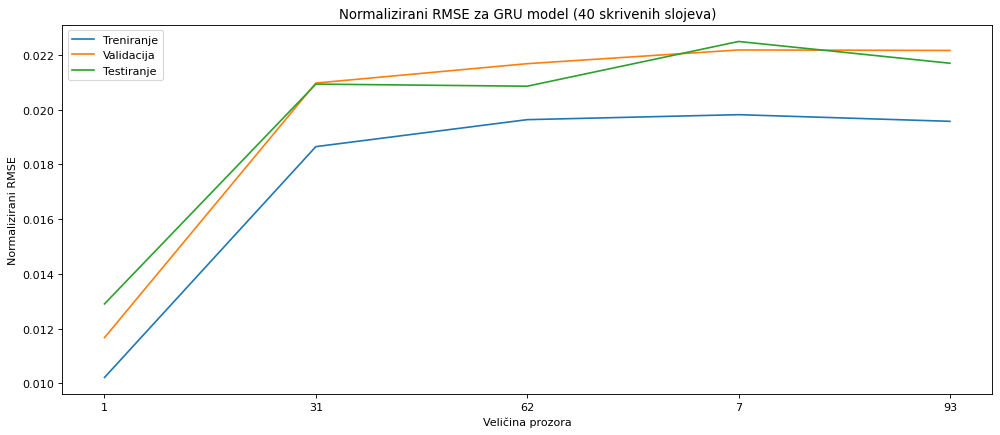 Normalizirani RMSE za GRU model (40 skrivenih slojeva)
Treniranje
Validacija
Testiranje
Normalizirani RMSE
0.022
0.020
0.018
0.016
0.014
0.012
0.010
1 31 62 7 93
Veličina prozora